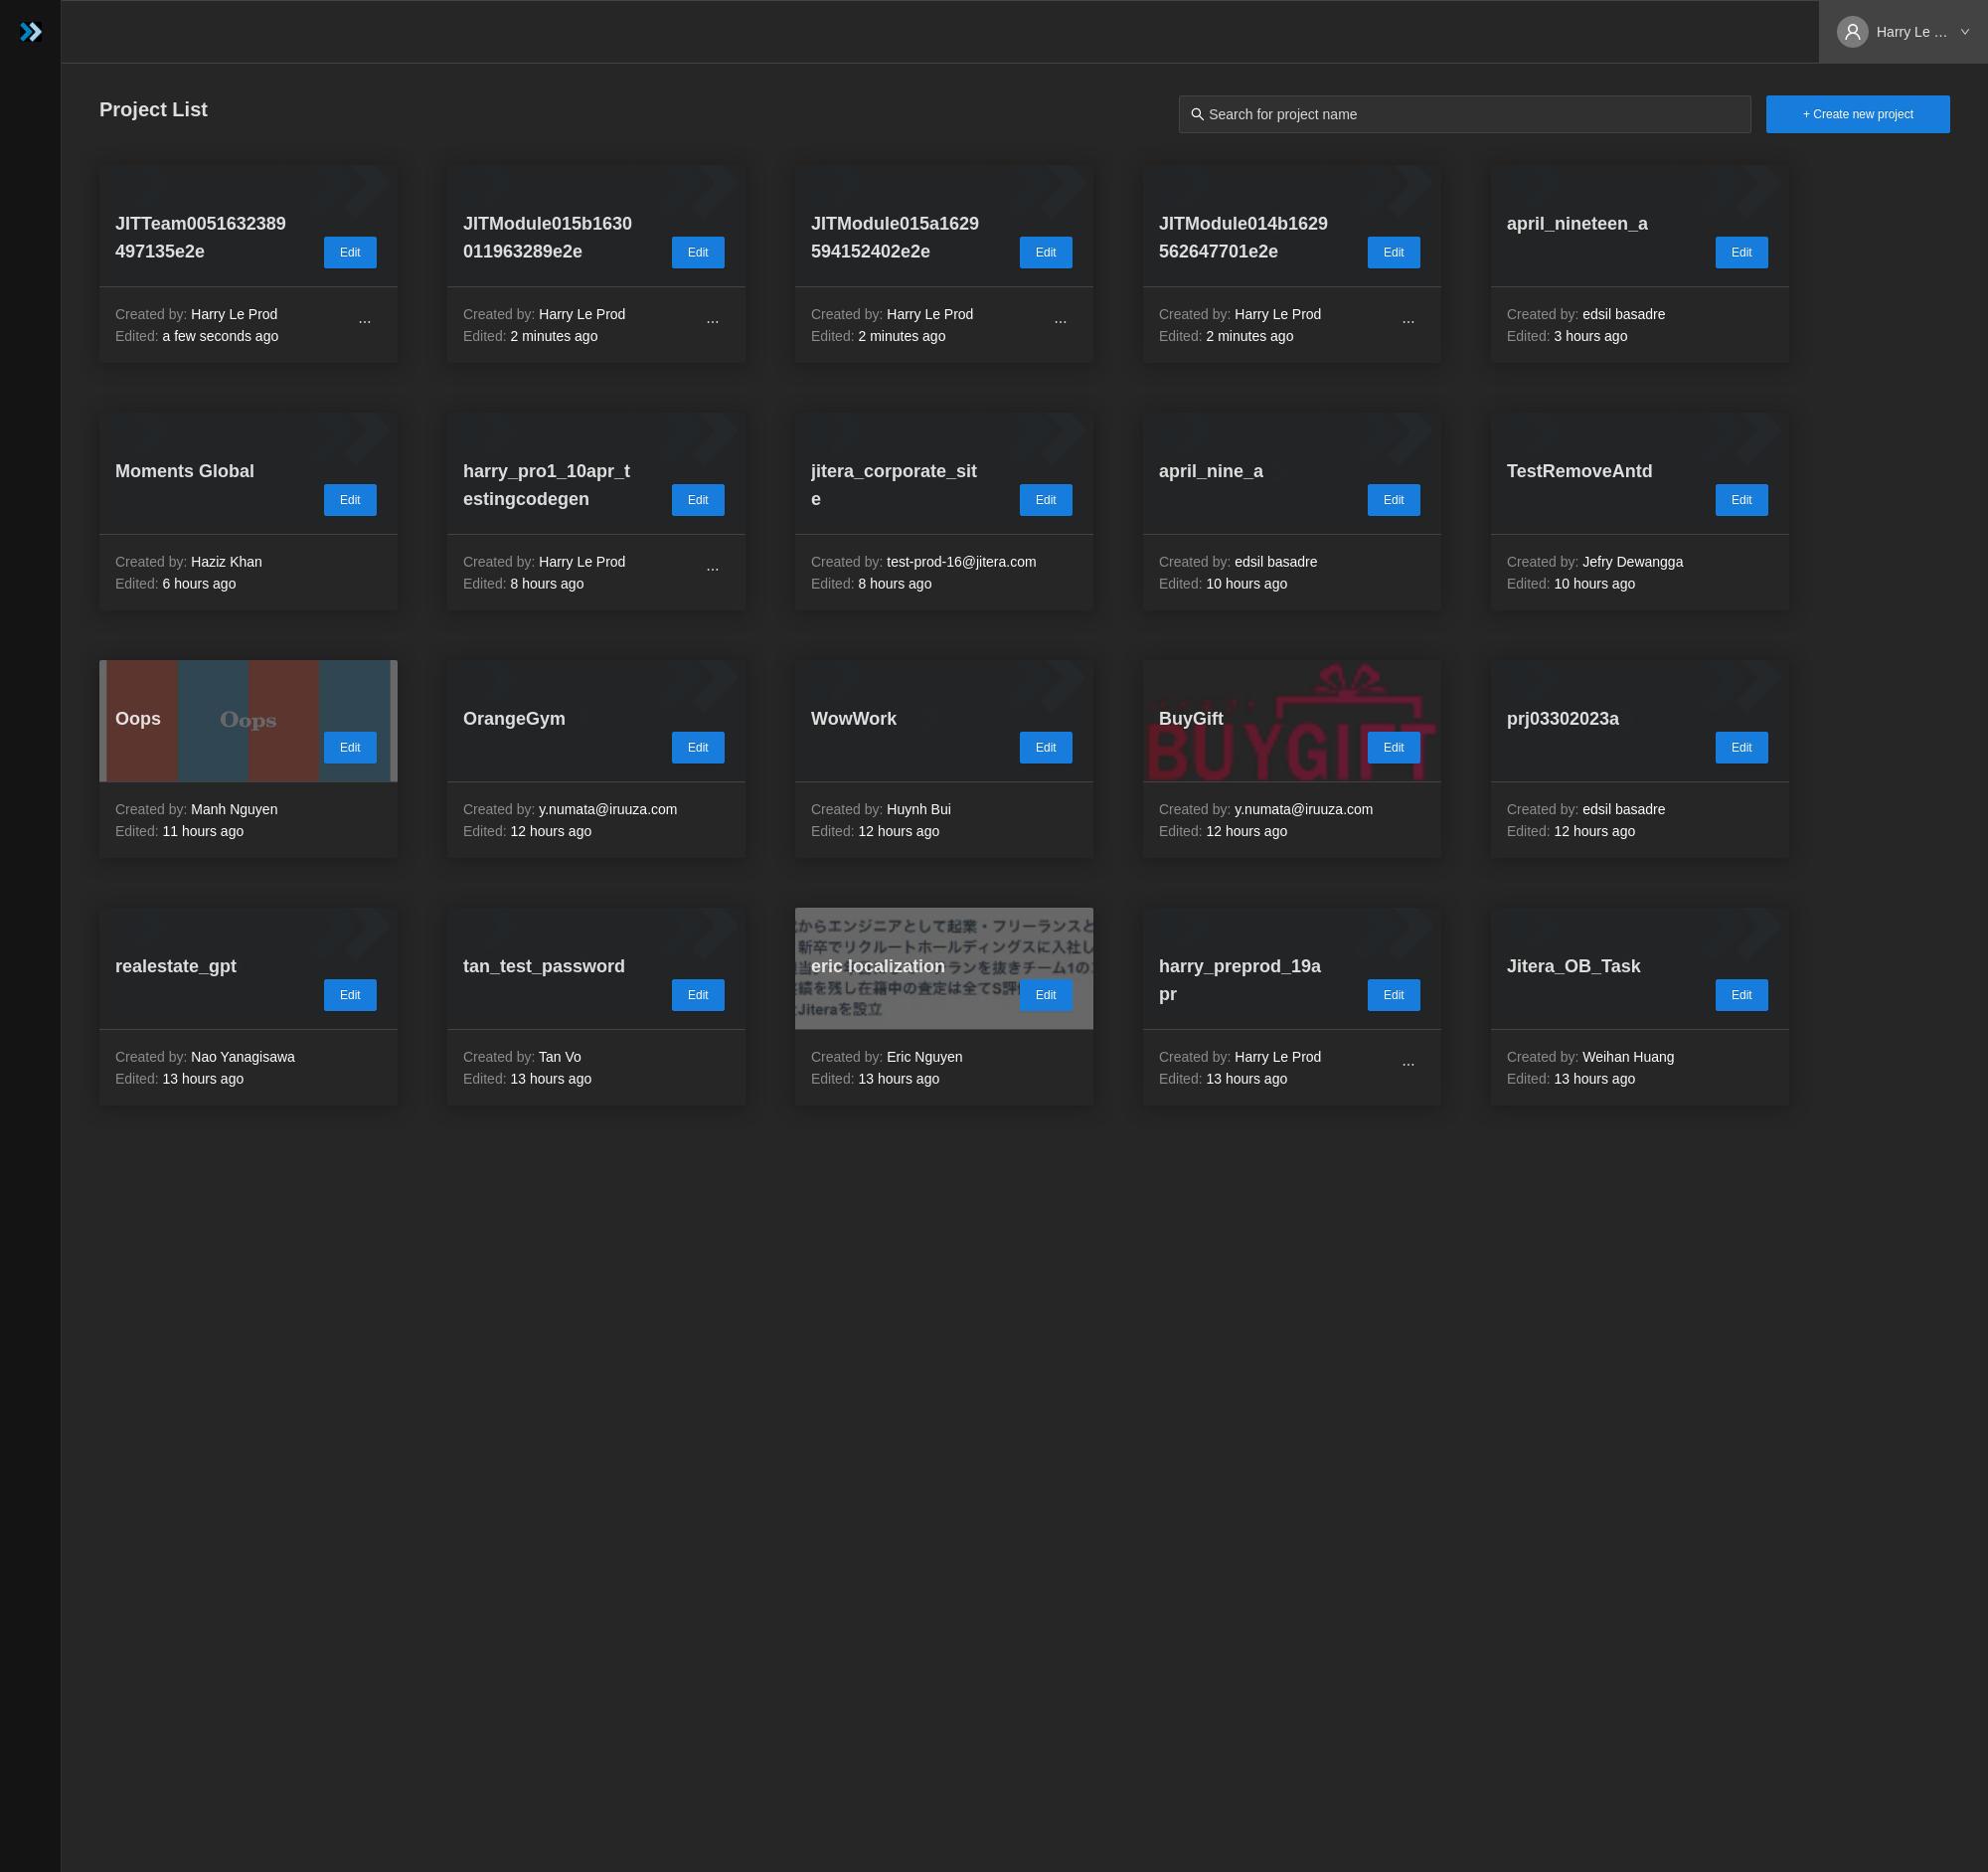 Harry Le ...
Project List
Search for project name
+ Create new project
JITTeam0051632389
497135e2e
Edit
Created by: Harry Le Prod
...
Edited: a few seconds ago
JITModule015b1630
011963289e2e
Edit
Created by: Harry Le Prod
...
Edited: 2 minutes ago
JITModule015a1629
594152402e2e
Edit
Created by: Harry Le Prod
...
Edited: 2 minutes ago
JITModule014b1629
562647701e2e
Edit
Created by: Harry Le Prod
...
Edited: 2 minutes ago
april_nineteen_a
Edit
Created by: edsil basadre
Edited: 3 hours ago
Moments Global
Edit
Created by: Haziz Khan
Edited: 6 hours ago
harry_pro1_10apr_t
estingcodegen
Edit
Created by: Harry Le Prod
...
Edited: 8 hours ago
jitera_corporate_sit
e
Edit
Created by: test-prod-16@jitera.com
Edited: 8 hours ago
april_nine_a
Edit
Created by: edsil basadre
Edited: 10 hours ago
TestRemoveAntd
Edit
Created by: Jefry Dewangga
Edited: 10 hours ago
Oops
Oops
Edit
Created by: Manh Nguyen
Edited: 11 hours ago
OrangeGym
Edit
Created by: y.numata@iruuza.com
Edited: 12 hours ago
WowWork
Edit
Created by: Huynh Bui
Edited: 12 hours ago
BuyGift
BUYGIFT
Edit
Created by: y.numata@iruuza.com
Edited: 12 hours ago
prj03302023a
Edit
Created by: edsil basadre
Edited: 12 hours ago
realestate_gpt
Edit
Created by: Nao Yanagisawa
Edited: 13 hours ago
tan_test_password
Edit
Created by: Tan Vo
Edited: 13 hours ago
からエンジニアとして起業・フリーランスと
新卒でリクルートホールディングスに入社し
eric localization
ランを抜きチーム1の
績を残し在籍中の査定は全てS評
Jiteraを設立
Edit
Created by: Eric Nguyen
Edited: 13 hours ago
harry_preprod_19a
pr
Edit
Created by: Harry Le Prod
...
Edited: 13 hours ago
Jitera_OB_Task
Edit
Created by: Weihan Huang
Edited: 13 hours ago